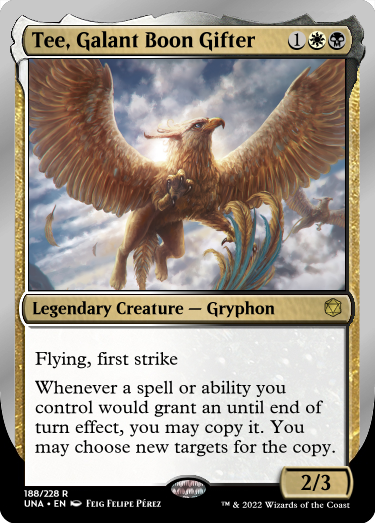 Tee, Galant Boon Gifter 1
Legendary Creature — Gryphon
Flying, first strike
Whenever a spell or ability you
control would grant an until end of
turn effect, you may copy it. You
may choose new targets for the copy.
2/3
188/228 R
UNA • EN Feig Felipe Pérez
™ & 2022 Wizards of the Coast